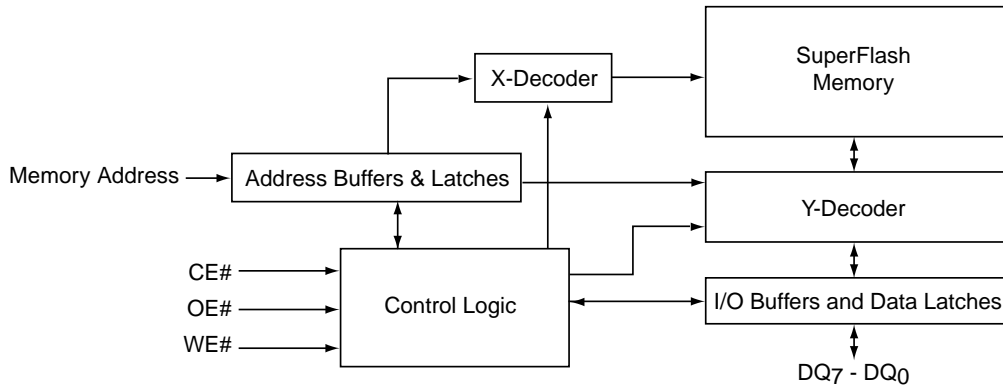 SuperFlash
Memory
X-Decoder
Memory Address
Address Buffers & Latches
Y-Decoder
CE#
OE#
WE#
Control Logic
I/O Buffers and Data Latches
DQ7 - DQ0